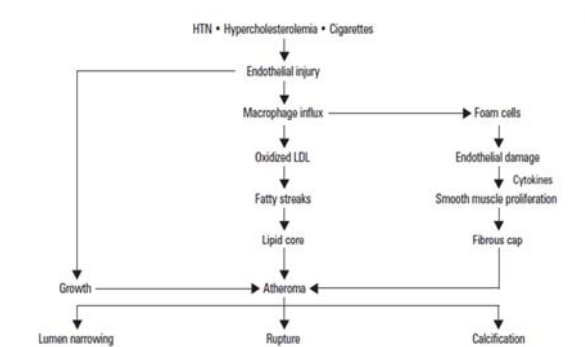 HTN • Hypercholesterolemia • Cigarettes
Endothelial injury
Macrophage influx
Foam cells
Oxidized LDL
Endothelial damage
Cytokines
Fatty streaks
Smooth muscle proliferation
Lipid core
Fibrous cap
Growth
Atheroma
Lumen narrowing
Rupture
Calcification